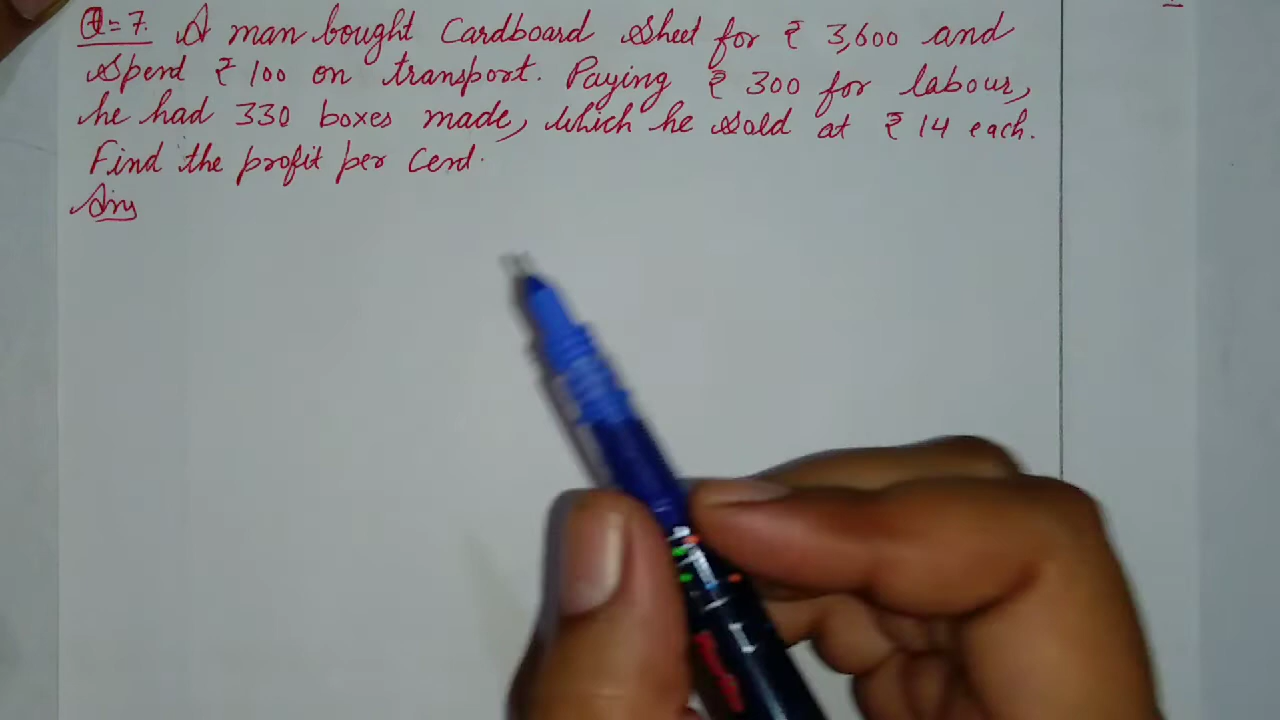 Q=7. A man bought Cardboard Sheet for ₹ 3,600 and
Spend ₹ 100 on transport. Paying ₹ 300 for labour,
he had 330 boxes made, which he sold at ₹ 14 each.
Find the profit per Cend.
Ans